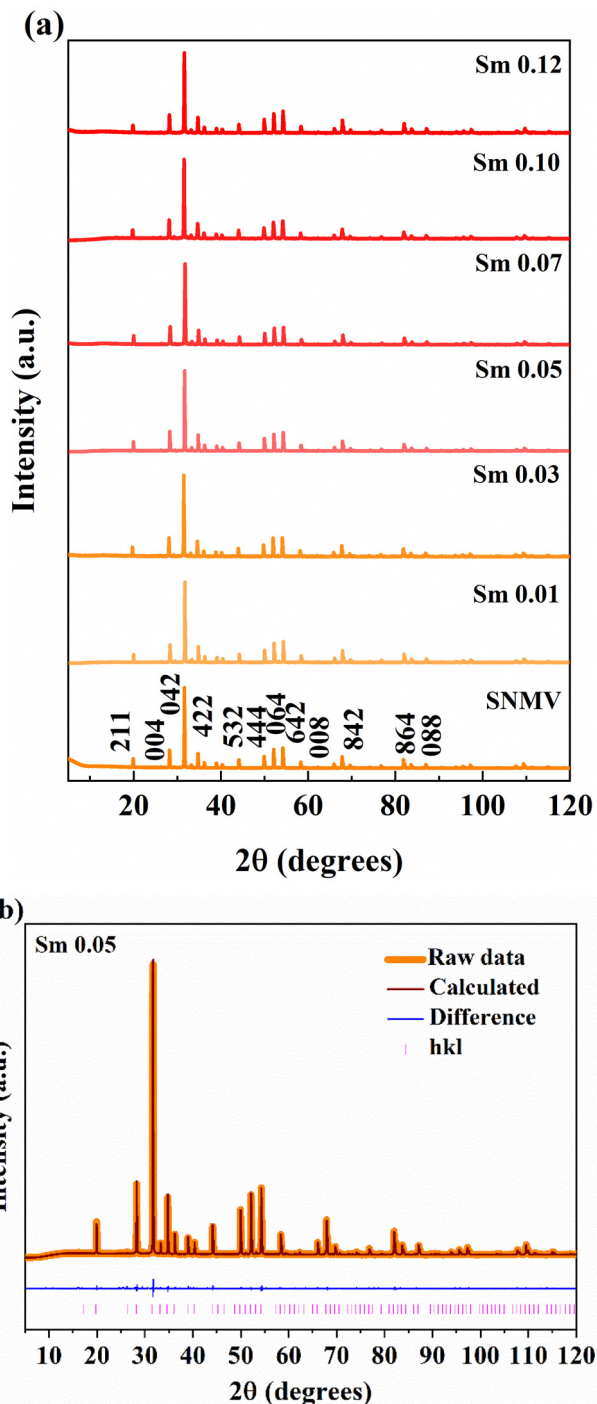 (a)
Sm 0.12
Sm 0.10
Sm 0.07
Sm 0.05
Sm 0.03
Sm 0.01
SNMV
211
004
042
422
532
444
064
642
008
842
864
088
Intensity (a.u.)
20 40 60 80 100 120
2θ (degrees)
b)
Sm 0.05
Raw data
Calculated
Difference
hkl
Intensity (a.u.)
10 20 30 40 50 60 70 80 90 100 110 120
2θ (degrees)